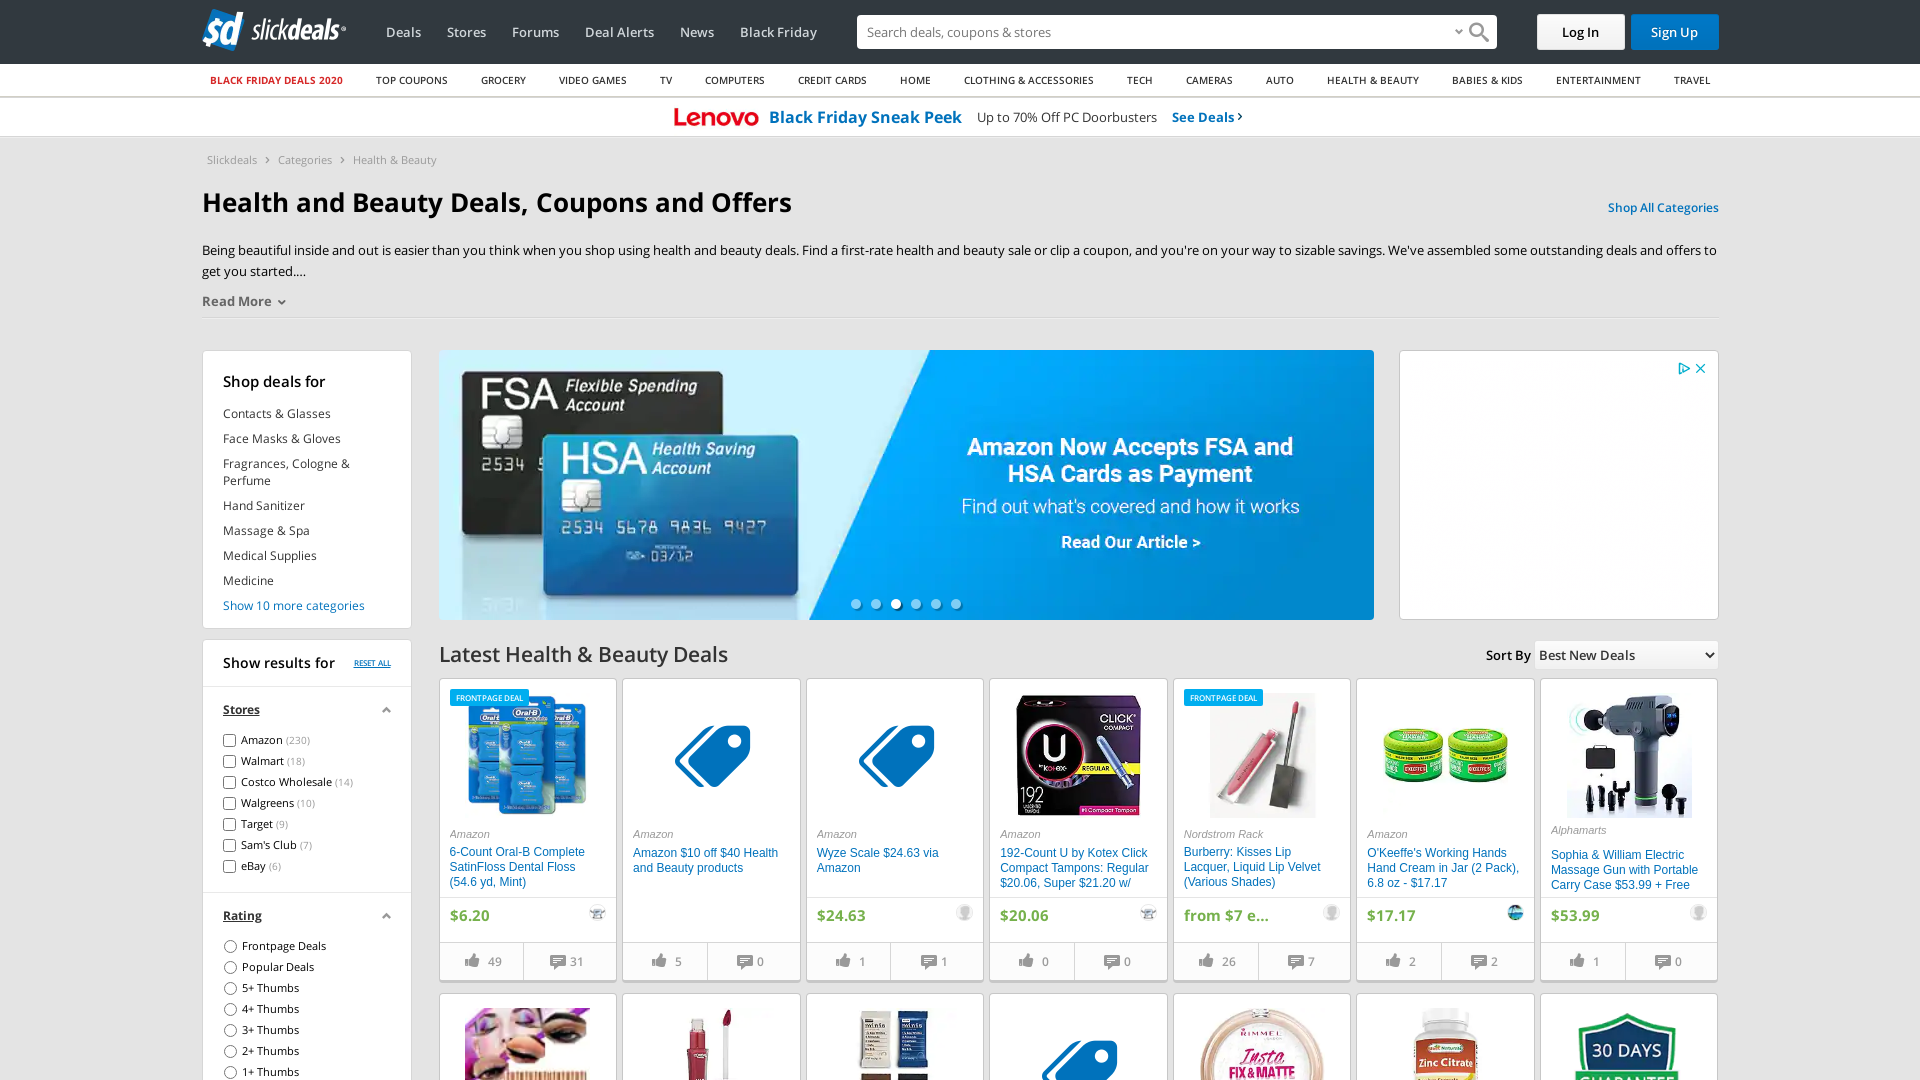 slickdeals
Deals
Stores
Forums
Deal Alerts
News
Black Friday
Search deals, coupons & stores
Log In
Sign Up
BLACK FRIDAY DEALS 2020
TOP COUPONS
GROCERY
VIDEO GAMES
TV
COMPUTERS
CREDIT CARDS
HOME
CLOTHING & ACCESSORIES
TECH
CAMERAS
AUTO
HEALTH & BEAUTY
BABIES & KIDS
ENTERTAINMENT
TRAVEL
Lenovo Black Friday Sneak Peek Up to 70% Off PC Doorbusters See Deals
Slickdeals > Categories > Health & Beauty
Health and Beauty Deals, Coupons and Offers
Shop All Categories
Being beautiful inside and out is easier than you think when you shop using health and beauty deals. Find a first-rate health and beauty sale or clip a coupon, and you're on your way to sizable savings. We've assembled some outstanding deals and offers to
get you started....
Read More
Shop deals for
Contacts & Glasses
Face Masks & Gloves
Fragrances, Cologne &
Perfume
Hand Sanitizer
Massage & Spa
Medical Supplies
Medicine
Show 10 more categories
FSA Flexible Spending
Account
2534 5
HSA Health Saving
Account
2534 5678 9836 9427
03/12
Amazon Now Accepts FSA and
HSA Cards as Payment
Find out what's covered and how it works
Read Our Article >
Show results for
RESET ALL
Stores
Amazon (230)
Walmart (18)
Costco Wholesale (14)
Walgreens (10)
Target (9)
Sam's Club (7)
eBay (6)
Rating
Frontpage Deals
Popular Deals
5+ Thumbs
4+ Thumbs
3+ Thumbs
2+ Thumbs
1+ Thumbs
Latest Health & Beauty Deals
Sort By Best New Deals
FRONTPAGE DEAL
Oral-B
Amazon
6-Count Oral-B Complete
SatinFloss Dental Floss
(54.6 yd, Mint)
$6.20
49
31
Amazon
Amazon $10 off $40 Health
and Beauty products
5
0
Amazon
Wyze Scale $24.63 via
Amazon
$24.63
1
1
CLICK
COMPACT
U
REGULAR
192
Amazon
192-Count U by Kotex Click
Compact Tampons: Regular
$20.06, Super $21.20 w/
$20.06
0
0
FRONTPAGE DEAL
Nordstrom Rack
Burberry: Kisses Lip
Lacquer, Liquid Lip Velvet
(Various Shades)
from $7 e...
26
7
Amazon
O'Keeffe's Working Hands
Hand Cream in Jar (2 Pack),
6.8 oz - $17.17
$17.17
2
2
Alphamarts
Sophia & William Electric
Massage Gun with Portable
Carry Case $53.99 + Free
$53.99
1
0
minis
RIMMEL
Insta
FIX & MATTE
Zinc Citrate
30 DAYS
GUARANTEE